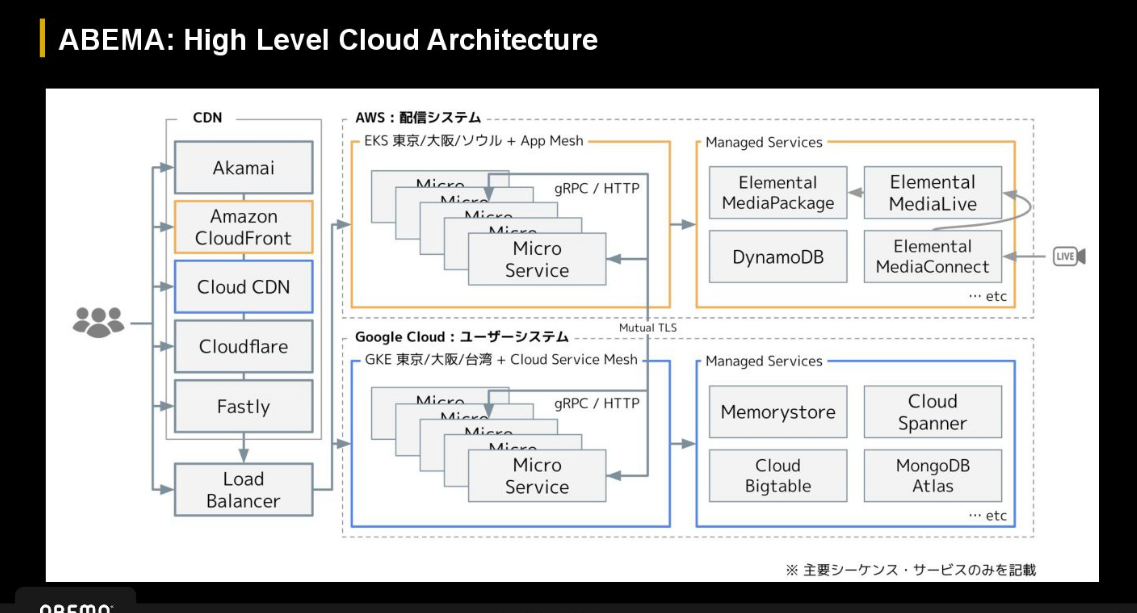 ABEMA: High Level Cloud Architecture
CDN
Akamai
Amazon
CloudFront
Cloud CDN
Cloudflare
Fastly
Load
Balancer
AWS：配信システム
EKS 東京/大阪/ソウル + App Mesh
gRPC / HTTP
Micro
Micro
Micro
Micro
Micro
Service
Managed Services
Elemental
MediaPackage
Elemental
MediaLive
DynamoDB
Elemental
MediaConnect
… etc
LIVE
Mutual TLS
Google Cloud：ユーザーシステム
GKE 東京/大阪/台湾 + Cloud Service Mesh
gRPC / HTTP
Micro
Micro
Micro
Micro
Micro
Service
Managed Services
Memorystore
Cloud
Spanner
Cloud
Bigtable
MongoDB
Atlas
… etc
※ 主要シーケンス・サービスのみを記載
ABEMA